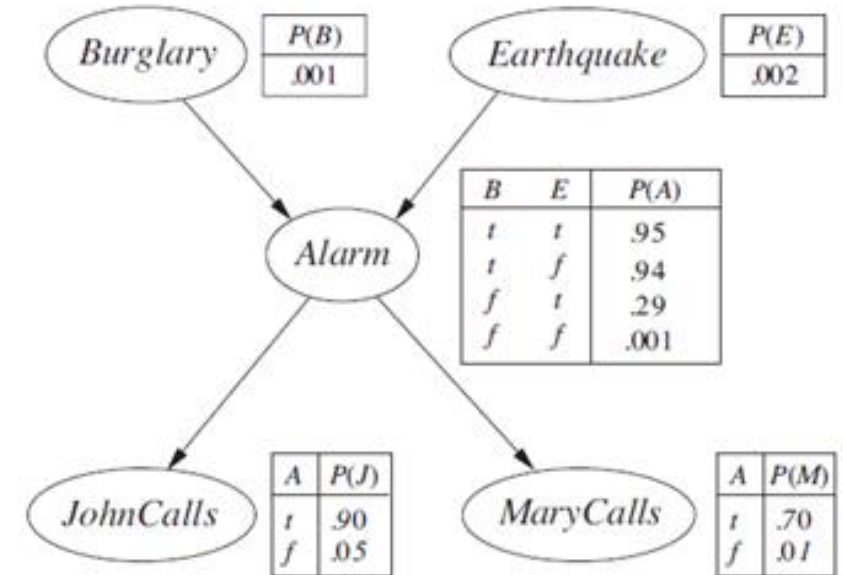 Burglary
P(B)
.001
Earthquake
P(E)
.002
Alarm
B E P(A)
t t .95
t f .94
f t .29
f f .001
JohnCalls
A P(J)
t .90
f .05
MaryCalls
A P(M)
t .70
f .01